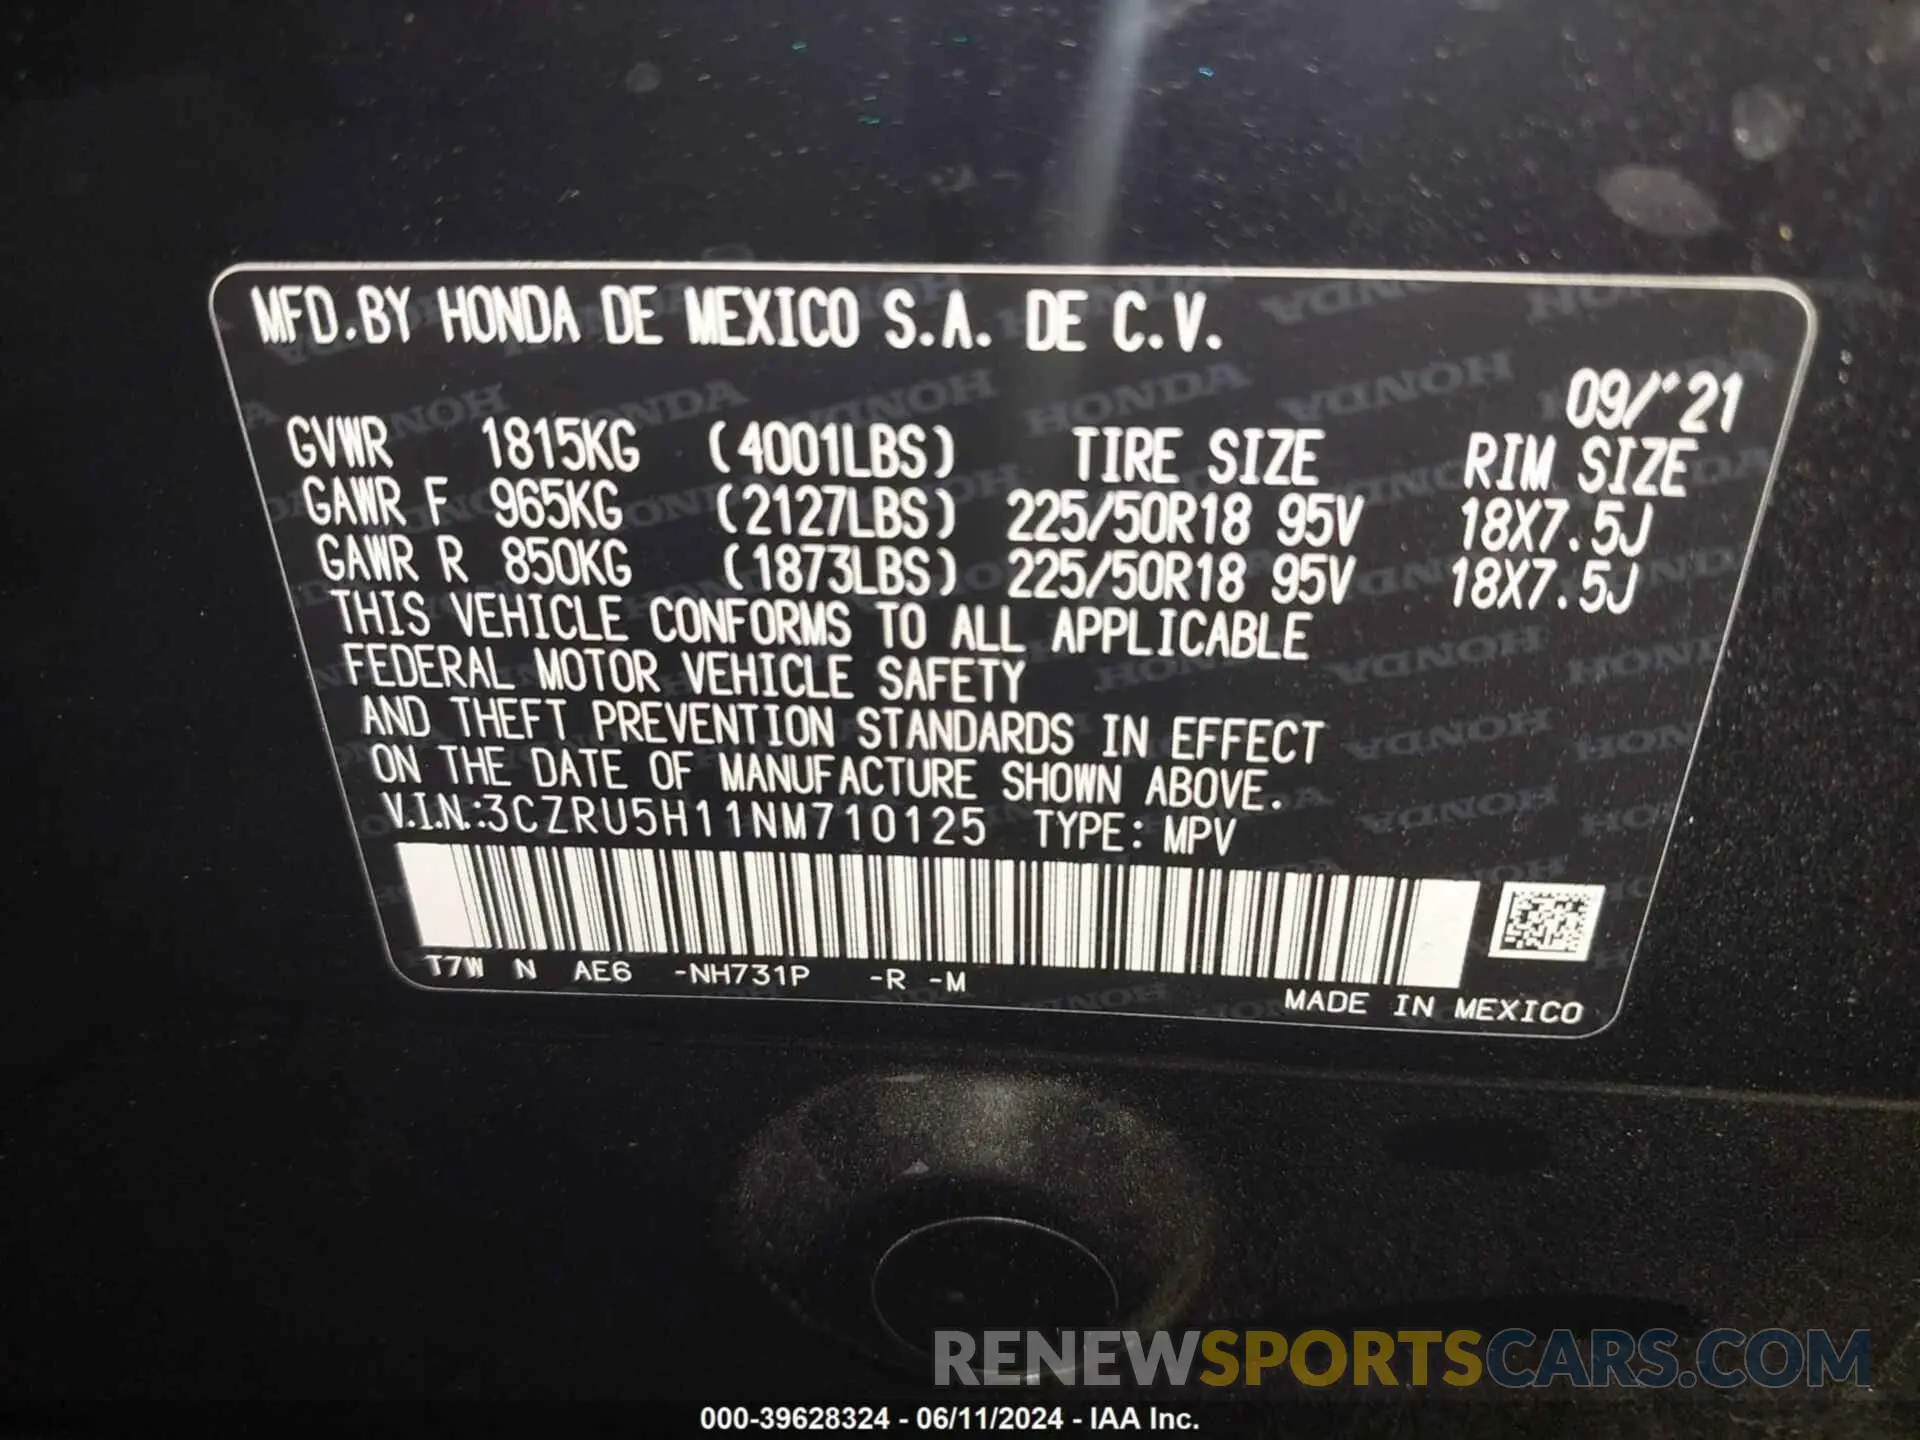 MFD.BY HONDA DE MEXICO S.A. DE C.V.
09/'21
GVWR 1815KG (4001LBS) TIRE SIZE RIM SIZE
GAWR F 965KG (2127LBS) 225/50R18 95V 18X7.5J
GAWR R 850KG (1873LBS) 225/50R18 95V 18X7.5J
THIS VEHICLE CONFORMS TO ALL APPLICABLE
FEDERAL MOTOR VEHICLE SAFETY
AND THEFT PREVENTION STANDARDS IN EFFECT
ON THE DATE OF MANUFACTURE SHOWN ABOVE.
V.I.N.:3CZRU5H11NM710125 TYPE: MPV
T7W N AE6 -NH731P -R -M
MADE IN MEXICO
RENEWSPORTSCARS.COM
000-39628324 - 06/11/2024 - IAA Inc.